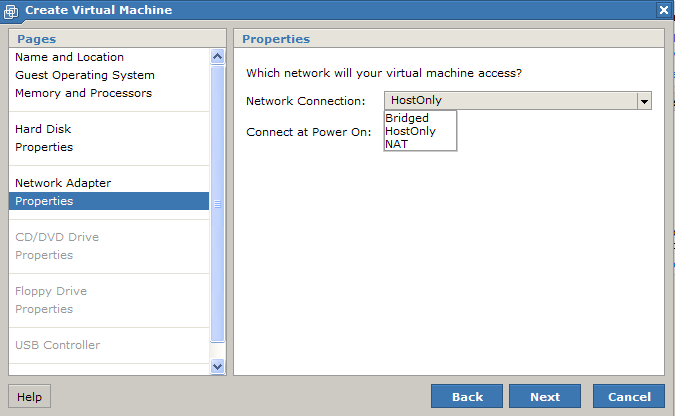 Create Virtual Machine
Pages
Name and Location
Guest Operating System
Memory and Processors
Hard Disk
Properties
Network Adapter
Properties
CD/DVD Drive
Properties
Floppy Drive
Properties
USB Controller
Properties
Which network will your virtual machine access?
Network Connection: HostOnly
Connect at Power On:
Bridged
HostOnly
NAT
Help
Back
Next
Cancel